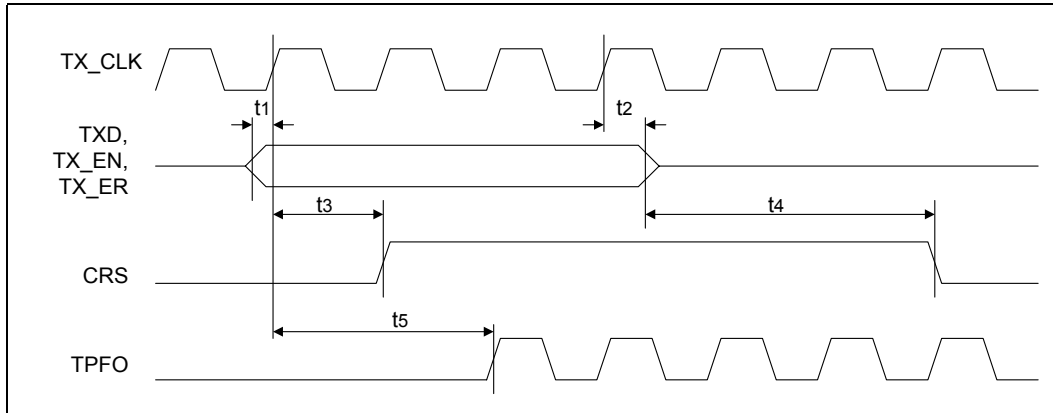 TX_CLK
t1
t2
TXD,
TX_EN,
TX_ER
t3
t4
CRS
t5
TPFO